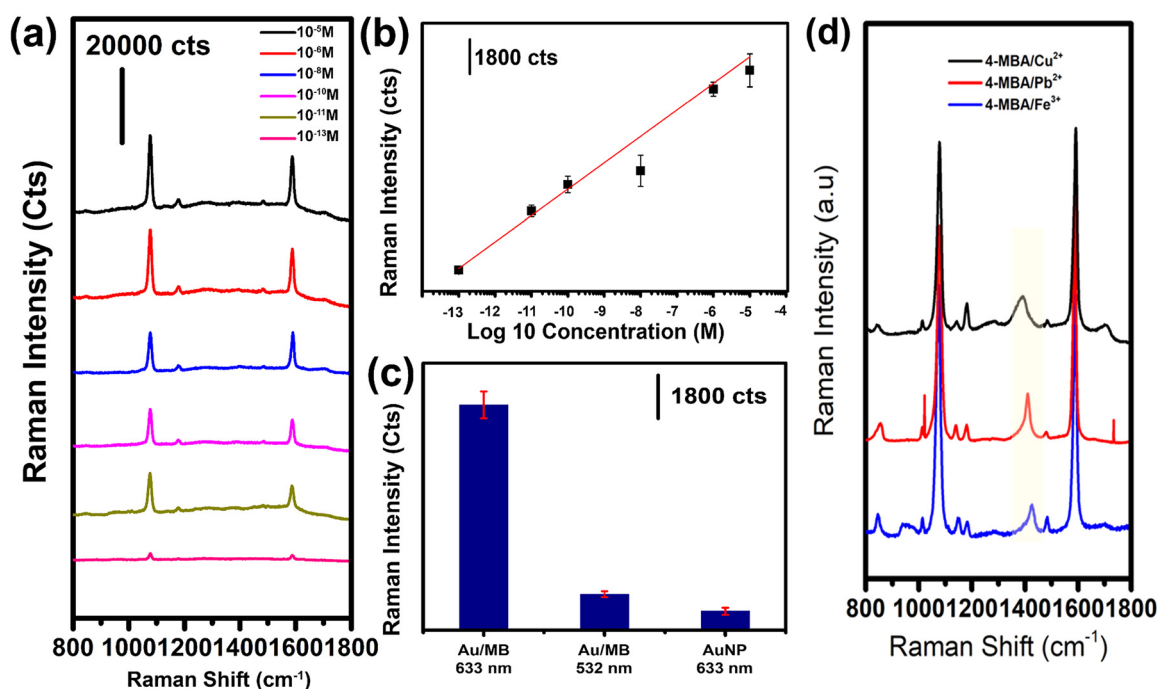 (a)
20000 cts
10⁻⁵M
10⁻⁶M
10⁻⁸M
10⁻¹⁰M
10⁻¹¹M
10⁻¹³M
Raman Intensity (Cts)
800 1000 1200 1400 1600 1800
Raman Shift (cm⁻¹)
(b)
1800 cts
Raman Intensity (cts)
-13 -11 -10 -9 -8 -7 -6 -5 -4
Log 10 Concentration (M)
(c)
1800 cts
Raman Intensity (Cts)
Au/MB
633 nm
Au/MB
532 nm
AuNP
633 nm
(d)
4-MBA/Cu²⁺
4-MBA/Pb²⁺
4-MBA/Fe³⁺
Raman Intensity (a.u)
800 1000 1200 1400 1600 1800
Raman Shift (cm⁻¹)